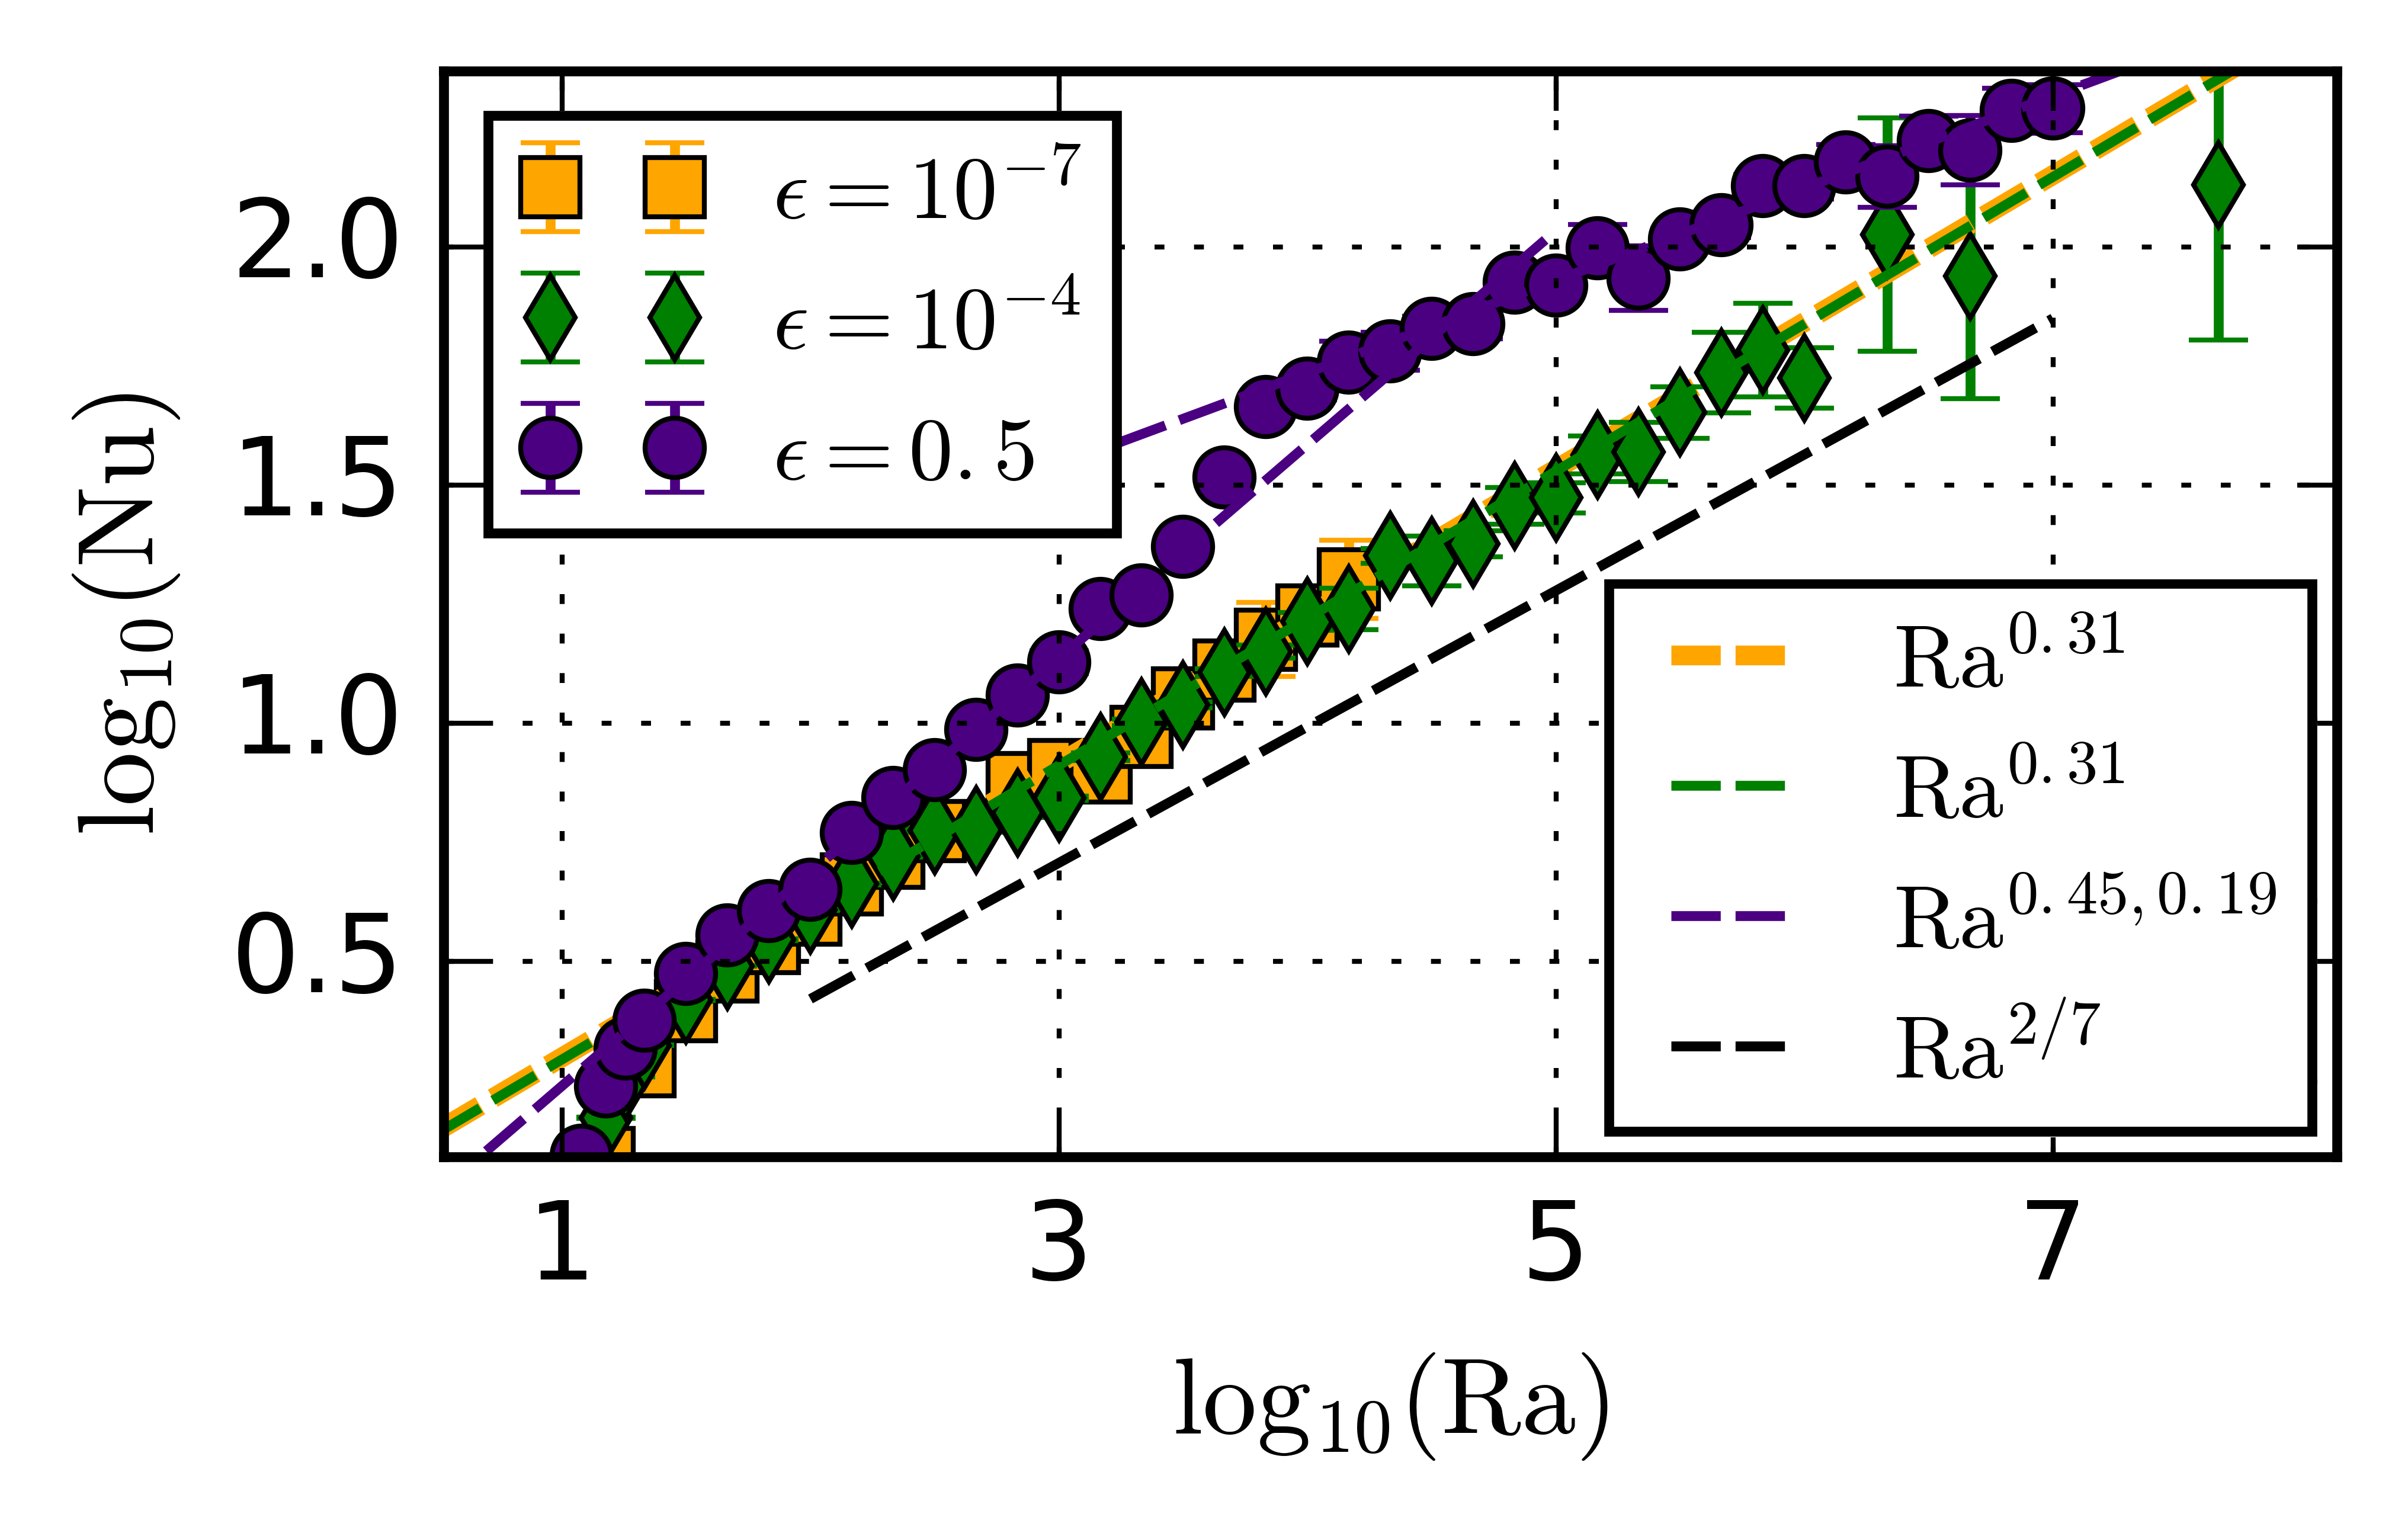 ϵ = 10⁻⁷
ϵ = 10⁻⁴
ϵ = 0.5
2.0
1.5
1.0
0.5
log₁₀(Nu)
Ra^0.31
Ra^0.31
Ra^0.45,0.19
Ra^2/7
1 3 5 7
log₁₀(Ra)